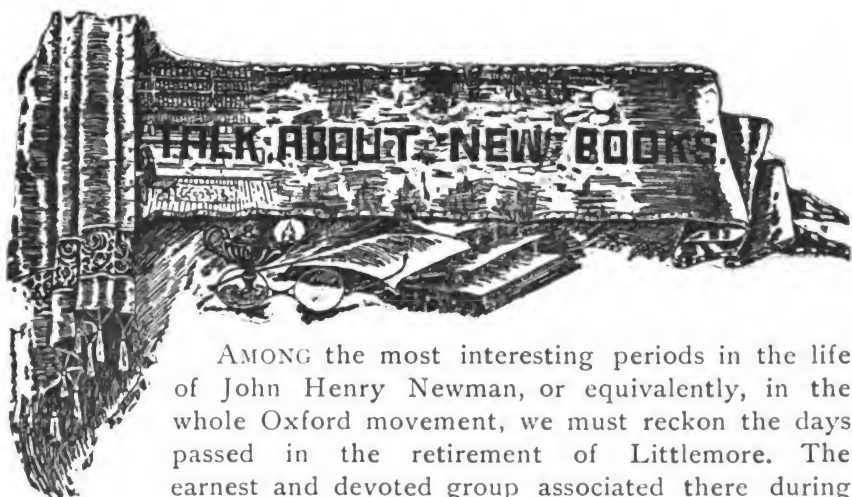 TALK ABOUT NEW BOOKS.
AMONG the most interesting periods in the life
of John Henry Newman, or equivalently, in the
whole Oxford movement, we must reckon the days
passed in the retirement of Littlemore. The
earnest and devoted group associated there during